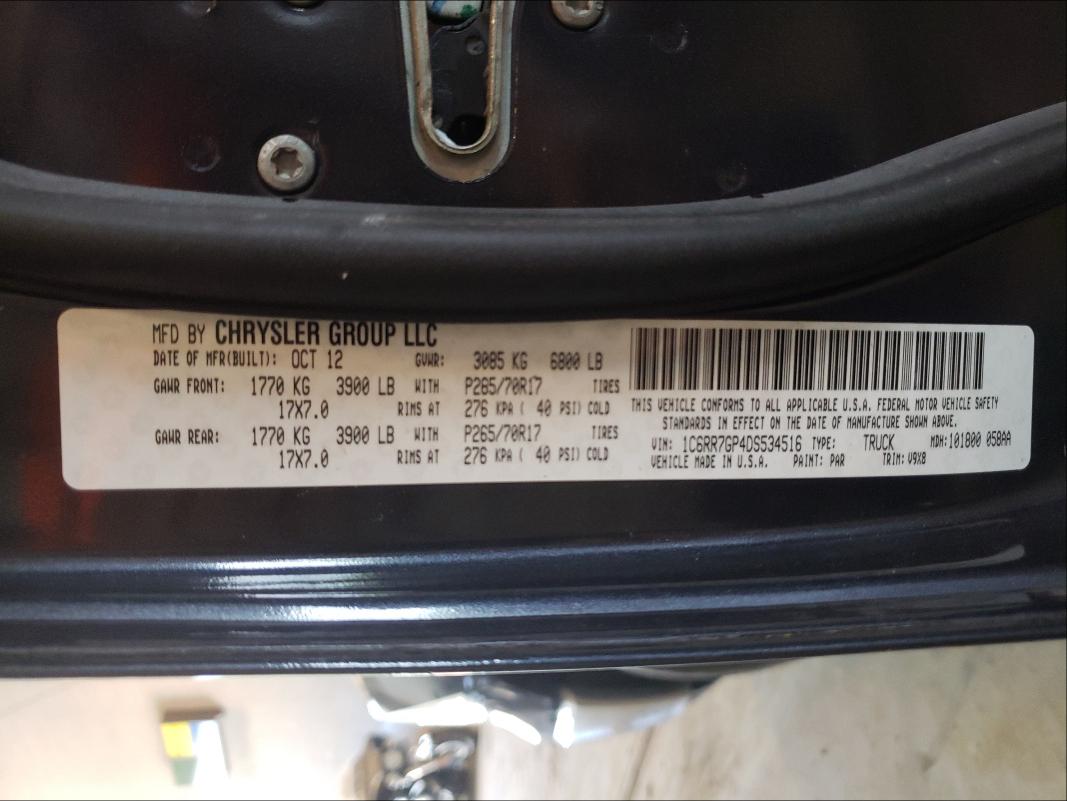 MFD BY CHRYSLER GROUP LLC
DATE OF MFR(BUILT): OCT 12 GVWR: 3085 KG 6800 LB
GAWR FRONT: 1770 KG 3900 LB WITH P265/70R17 TIRES
17X7.0 RIMS AT 276 KPA ( 40 PSI) COLD
GAWR REAR: 1770 KG 3900 LB WITH P265/70R17 TIRES
17X7.0 RIMS AT 276 KPA ( 40 PSI) COLD
THIS VEHICLE CONFORMS TO ALL APPLICABLE U.S.A. FEDERAL MOTOR VEHICLE SAFETY
STANDARDS IN EFFECT ON THE DATE OF MANUFACTURE SHOWN ABOVE.
VIN: 1C6RR7GP4DS534516 TYPE: TRUCK MDH:101800 058AA
VEHICLE MADE IN U.S.A. PAINT: PAR TRIM: V9X8